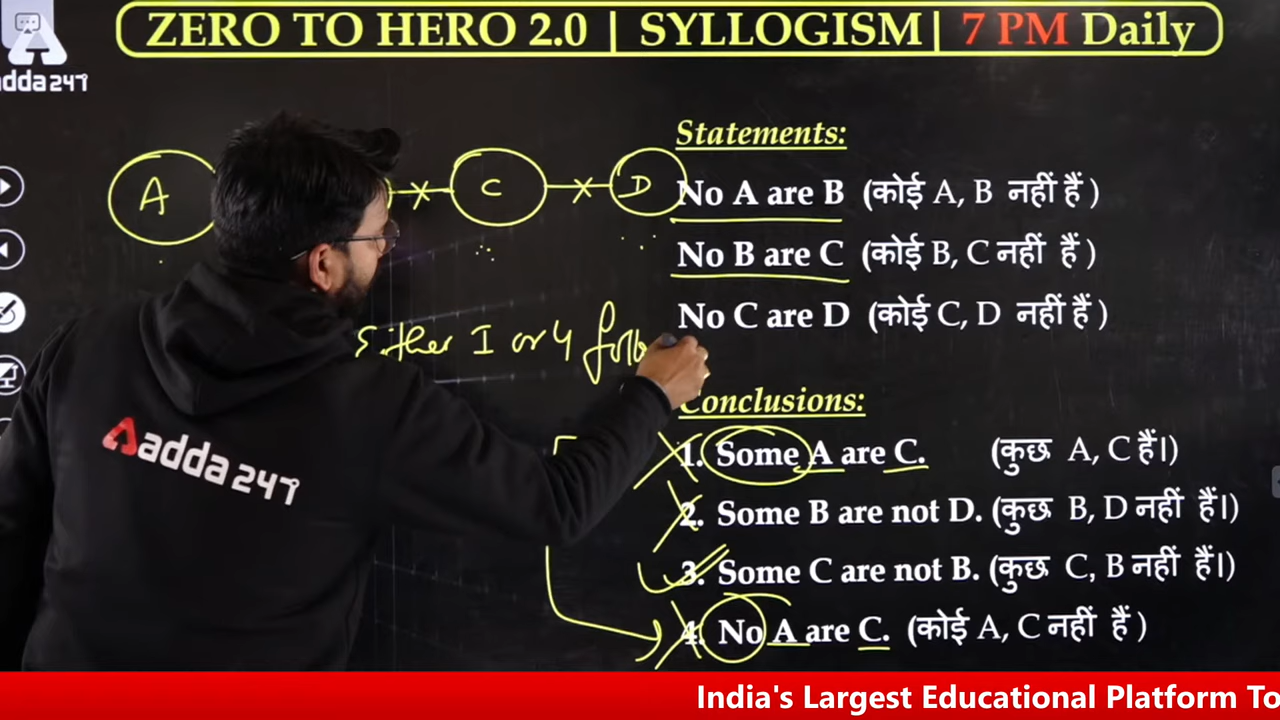 ZERO TO HERO 2.0 | SYLLOGISM | 7 PM Daily
adda247
Statements:
A
C
D
No A are B (कोई A, B नहीं हैं )
No B are C (कोई B, C नहीं हैं )
No C are D (कोई C, D नहीं हैं )
Either I or 4 follo
Conclusions:
1. Some A are C. (कुछ A, C हैं।)
2. Some B are not D. (कुछ B, D नहीं हैं।)
3. Some C are not B. (कुछ C, B नहीं हैं।)
4. No A are C. (कोई A, C नहीं हैं )
adda247
India's Largest Educational Platform To